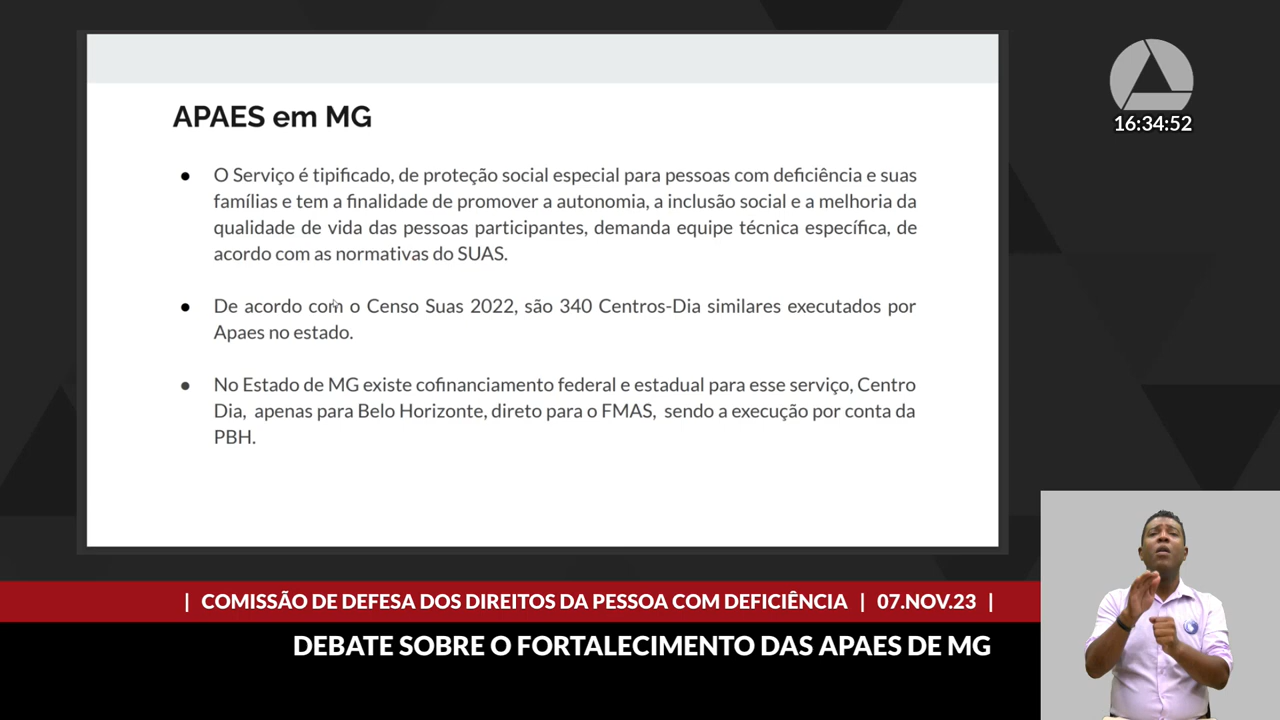 APAES em MG
16:34:52
● O Serviço é tipificado, de proteção social especial para pessoas com deficiência e suas
famílias e tem a finalidade de promover a autonomia, a inclusão social e a melhoria da
qualidade de vida das pessoas participantes, demanda equipe técnica específica, de
acordo com as normativas do SUAS.
● De acordo com o Censo Suas 2022, são 340 Centros-Dia similares executados por
Apaes no estado.
● No Estado de MG existe cofinanciamento federal e estadual para esse serviço, Centro
Dia, apenas para Belo Horizonte, direto para o FMAS, sendo a execução por conta da
PBH.
| COMISSÃO DE DEFESA DOS DIREITOS DA PESSOA COM DEFICIÊNCIA | 07.NOV.23 |
DEBATE SOBRE O FORTALECIMENTO DAS APAES DE MG